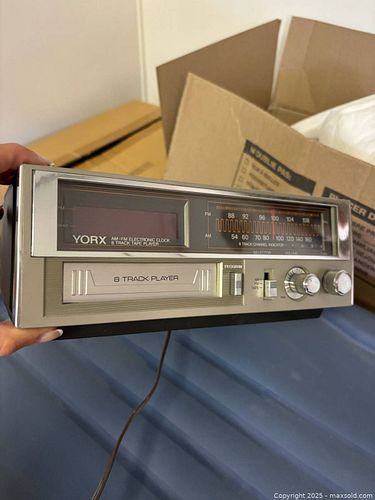 FM 88 92 96 100 104 108
AM 54 60 70 80 100 120 140 160
8 TRACK CHANNEL INDICATOR
YORX AM-FM ELECTRONIC CLOCK
8 TRACK TAPE PLAYER
8 TRACK PLAYER
PROGRAM
Copyright 2025 - maxsold.com